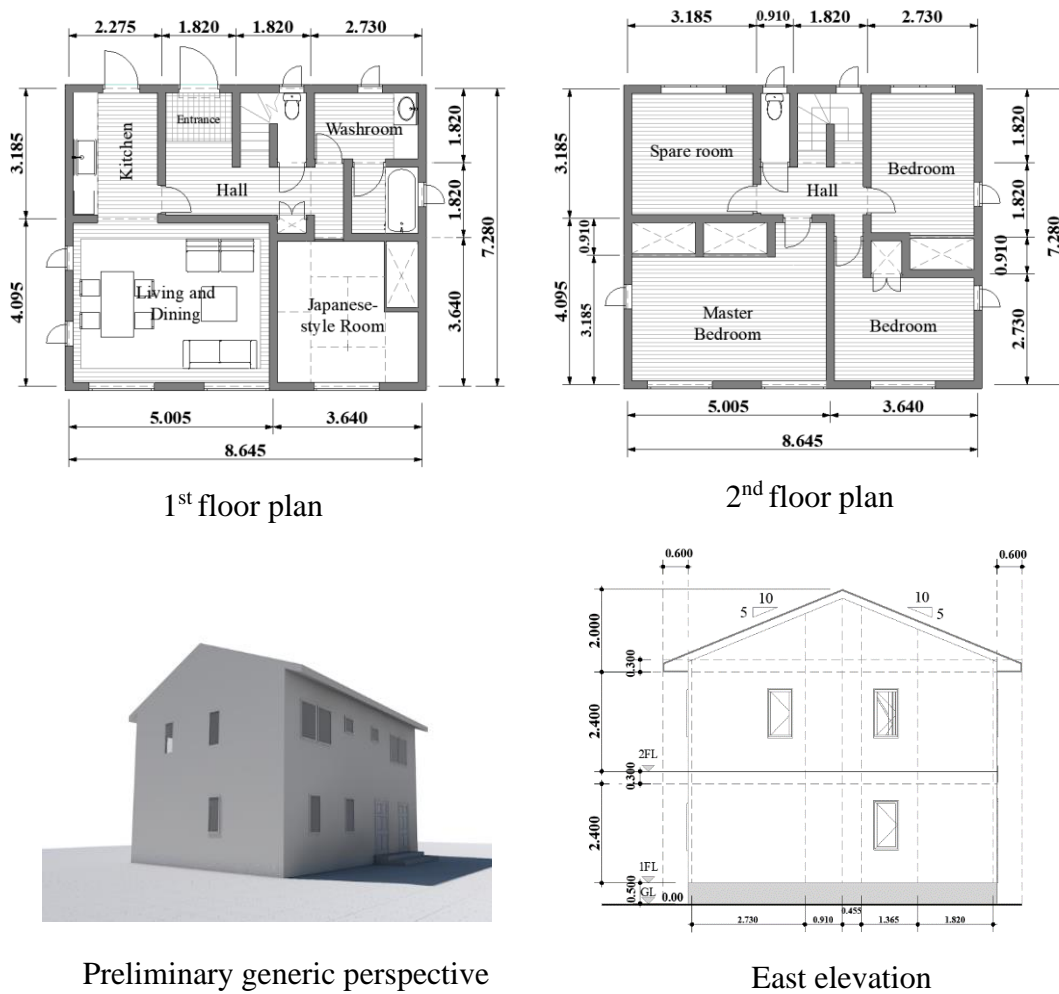 2.275
1.820
1.820
2.730
3.185
4.095
Kitchen
Entrance
Washroom
Hall
Living and
Dining
Japanese-
style Room
1.820
1.820
3.640
7.280
5.005
3.640
8.645
1st floor plan
3.185
0.910
1.820
2.730
3.185
0.910
4.095
3.185
Spare room
Hall
Bedroom
Master
Bedroom
Bedroom
1.820
1.820
0.910
2.730
7.280
5.005
3.640
8.645
2nd floor plan
Preliminary generic perspective
0.600
0.600
10
5
10
5
2.000
0.300
2.400
2FL
0.300
2.400
1FL
0.500
GL
0.00
2.730
0.910
0.455
1.365
1.820
East elevation